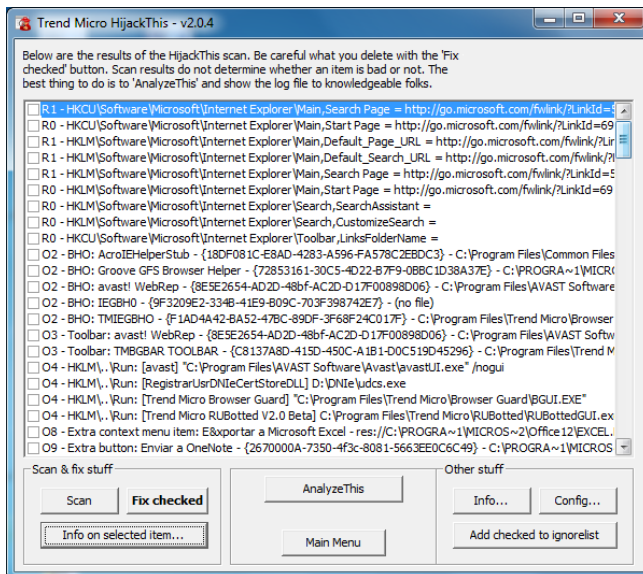 Trend Micro HijackThis - v2.0.4
Below are the results of the HijackThis scan. Be careful what you delete with the 'Fix
checked' button. Scan results do not determine whether an item is bad or not. The
best thing to do is to 'AnalyzeThis' and show the log file to knowledgeable folks.
R1 - HKCU\Software\Microsoft\Internet Explorer\Main,Search Page = http://go.microsoft.com/fwlink/?LinkId=5
R0 - HKCU\Software\Microsoft\Internet Explorer\Main,Start Page = http://go.microsoft.com/fwlink/?LinkId=69
R1 - HKLM\Software\Microsoft\Internet Explorer\Main,Default_Page_URL = http://go.microsoft.com/fwlink/?Lin
R1 - HKLM\Software\Microsoft\Internet Explorer\Main,Default_Search_URL = http://go.microsoft.com/fwlink/?
R1 - HKLM\Software\Microsoft\Internet Explorer\Main,Search Page = http://go.microsoft.com/fwlink/?LinkId=5
R0 - HKLM\Software\Microsoft\Internet Explorer\Main,Start Page = http://go.microsoft.com/fwlink/?LinkId=69
R0 - HKLM\Software\Microsoft\Internet Explorer\Search,SearchAssistant =
R0 - HKLM\Software\Microsoft\Internet Explorer\Search,CustomizeSearch =
R0 - HKCU\Software\Microsoft\Internet Explorer\Toolbar,LinksFolderName =
O2 - BHO: AcroIEHelperStub - {18DF081C-E8AD-4283-A596-FA578C2EBDC3} - C:\Program Files\Common Files
O2 - BHO: Groove GFS Browser Helper - {72853161-30C5-4D22-B7F9-0BBC1D38A37E} - C:\PROGRA~1\MICR
O2 - BHO: avast! WebRep - {8E5E2654-AD2D-48bf-AC2D-D17F00898D06} - C:\Program Files\AVAST Software
O2 - BHO: IEGBH0 - {9F3209E2-334B-41E9-B09C-703F398742E7} - (no file)
O2 - BHO: TMIEGBHO - {F1AD4A42-BA52-47BC-89DF-3F68F24C017F} - C:\Program Files\Trend Micro\Browser
O3 - Toolbar: avast! WebRep - {8E5E2654-AD2D-48bf-AC2D-D17F00898D06} - C:\Program Files\AVAST Softw
O3 - Toolbar: TMBGBAR TOOLBAR - {C8137A8D-415D-450C-A1B1-D0C519D45296} - C:\Program Files\Trend M
O4 - HKLM\..\Run: [avast] "C:\Program Files\AVAST Software\Avast\avastUI.exe" /nogui
O4 - HKLM\..\Run: [RegistrarUsrDNIeCertStoreDLL] D:\DNIe\udcs.exe
O4 - HKLM\..\Run: [Trend Micro Browser Guard] "C:\Program Files\Trend Micro\Browser Guard\BGUI.EXE"
O4 - HKLM\..\Run: [Trend Micro RUBotted V2.0 Beta] C:\Program Files\Trend Micro\RUBotted\RUBottedGUI.ex
O8 - Extra context menu item: E&xportar a Microsoft Excel - res://C:\PROGRA~1\MICROS~2\Office12\EXCEL.
O9 - Extra button: Enviar a OneNote - {2670000A-7350-4f3c-8081-5663EE0C6C49} - C:\PROGRA~1\MICROS
Scan & fix stuff
Other stuff
Scan
Fix checked
AnalyzeThis
Info...
Config...
Info on selected item...
Main Menu
Add checked to ignorelist